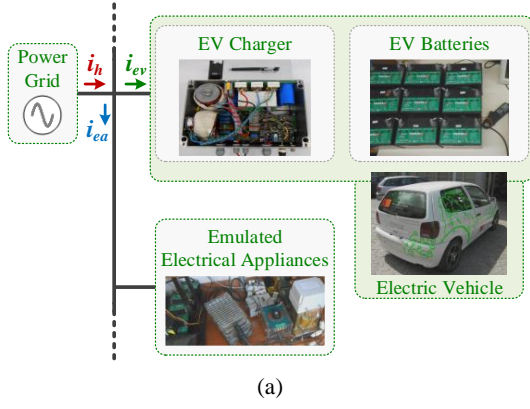 EV Charger
EV Batteries
Power
Grid
i_h
i_ev
i_ea
Emulated
Electrical Appliances
Electric Vehicle
(a)